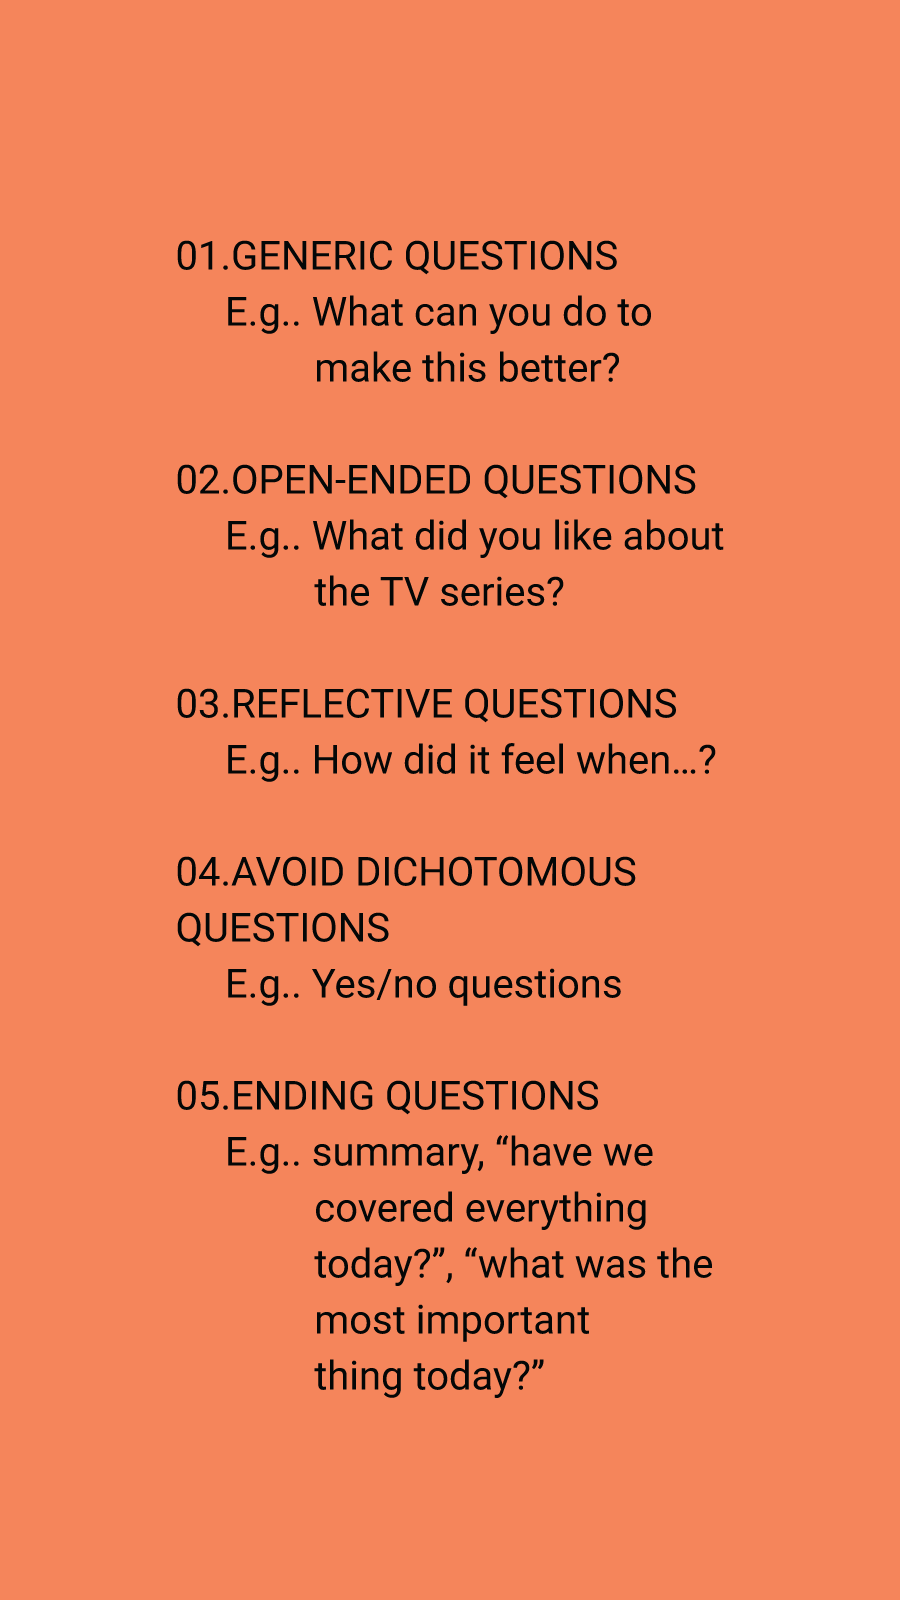 01.GENERIC QUESTIONS
E.g.. What can you do to
make this better?
02.OPEN-ENDED QUESTIONS
E.g.. What did you like about
the TV series?
03.REFLECTIVE QUESTIONS
E.g.. How did it feel when...?
04.AVOID DICHOTOMOUS
QUESTIONS
E.g.. Yes/no questions
05.ENDING QUESTIONS
E.g.. summary, “have we
covered everything
today?”, “what was the
most important
thing today?”